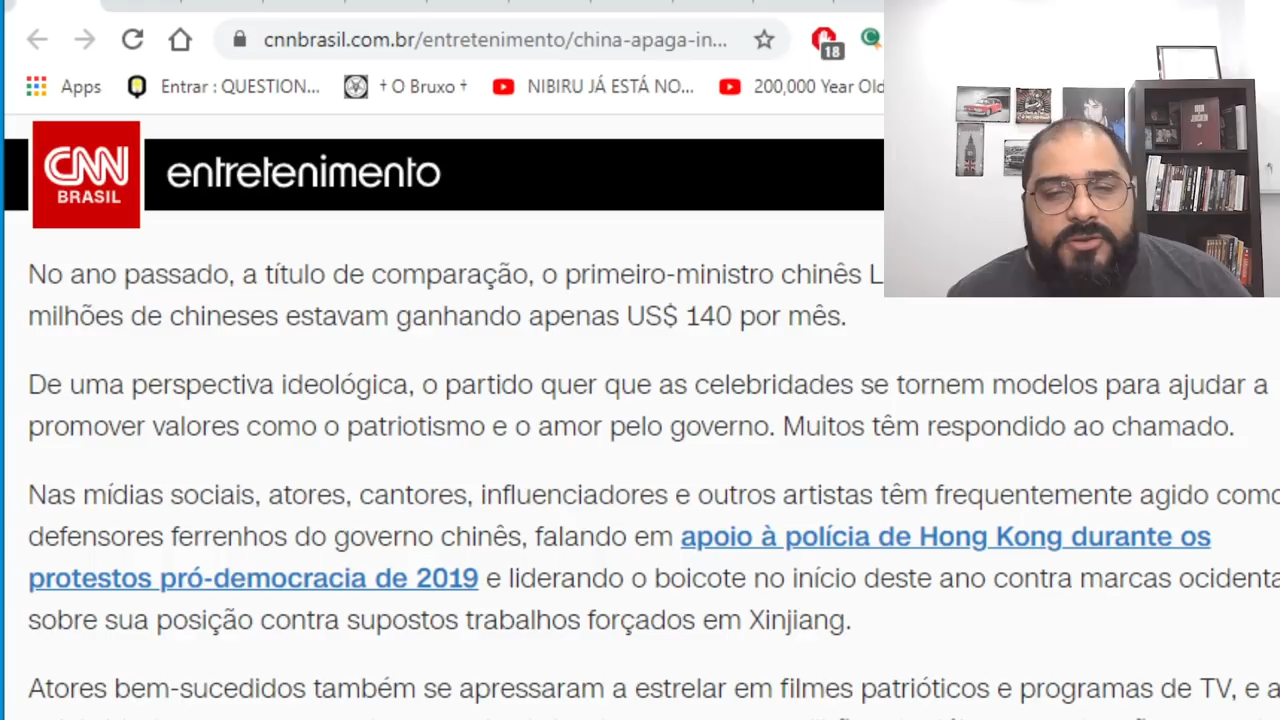 cnnbrasil.com.br/entretenimento/china-apaga-in...
18
Apps
Entrar : QUESTION...
† O Bruxo †
NIBIRU JÁ ESTÁ NO...
200,000 Year Old
CNN
BRASIL
entretenimento
No ano passado, a título de comparação, o primeiro-ministro chinês L
milhões de chineses estavam ganhando apenas US$ 140 por mês.
De uma perspectiva ideológica, o partido quer que as celebridades se tornem modelos para ajudar a
promover valores como o patriotismo e o amor pelo governo. Muitos têm respondido ao chamado.
Nas mídias sociais, atores, cantores, influenciadores e outros artistas têm frequentemente agido como
defensores ferrenhos do governo chinês, falando em apoio à polícia de Hong Kong durante os
protestos pró-democracia de 2019 e liderando o boicote no início deste ano contra marcas ocidenta
sobre sua posição contra supostos trabalhos forçados em Xinjiang.
Atores bem-sucedidos também se apressaram a estrelar em filmes patrióticos e programas de TV, e a